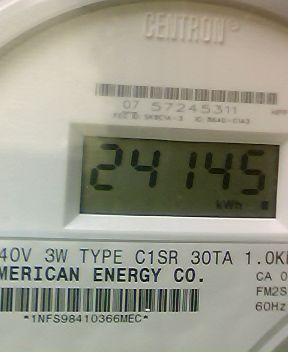 CENTRON®
07 57245311
24145
kWh
40V 3W TYPE C1SR 30TA 1.0K
MERICAN ENERGY CO.
CA 0
FM2S
60Hz
*1NFS98410366MEC*